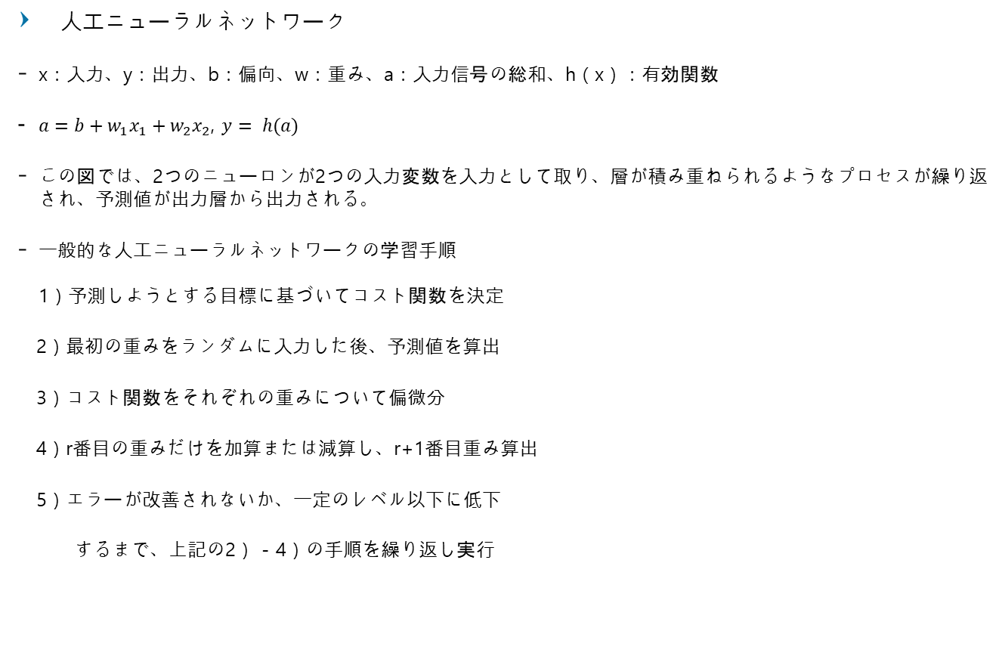 人工ニューラルネットワーク
- x：入力、y：出力、b：偏向、w：重み、a：入力信号の総和、h（x）：有効関数
- a = b + w₁x₁ + w₂x₂, y = h(a)
- この図では、2つのニューロンが2つの入力変数を入力として取り、層が積み重ねられるようなプロセスが繰り返
され、予測値が出力層から出力される。
- 一般的な人工ニューラルネットワークの学習手順
1）予測しようとする目標に基づいてコスト関数を決定
2）最初の重みをランダムに入力した後、予測値を算出
3）コスト関数をそれぞれの重みについて偏微分
4）r番目の重みだけを加算または減算し、r+1番目重み算出
5）エラーが改善されないか、一定のレベル以下に低下
するまで、上記の2）- 4）の手順を繰り返し実行